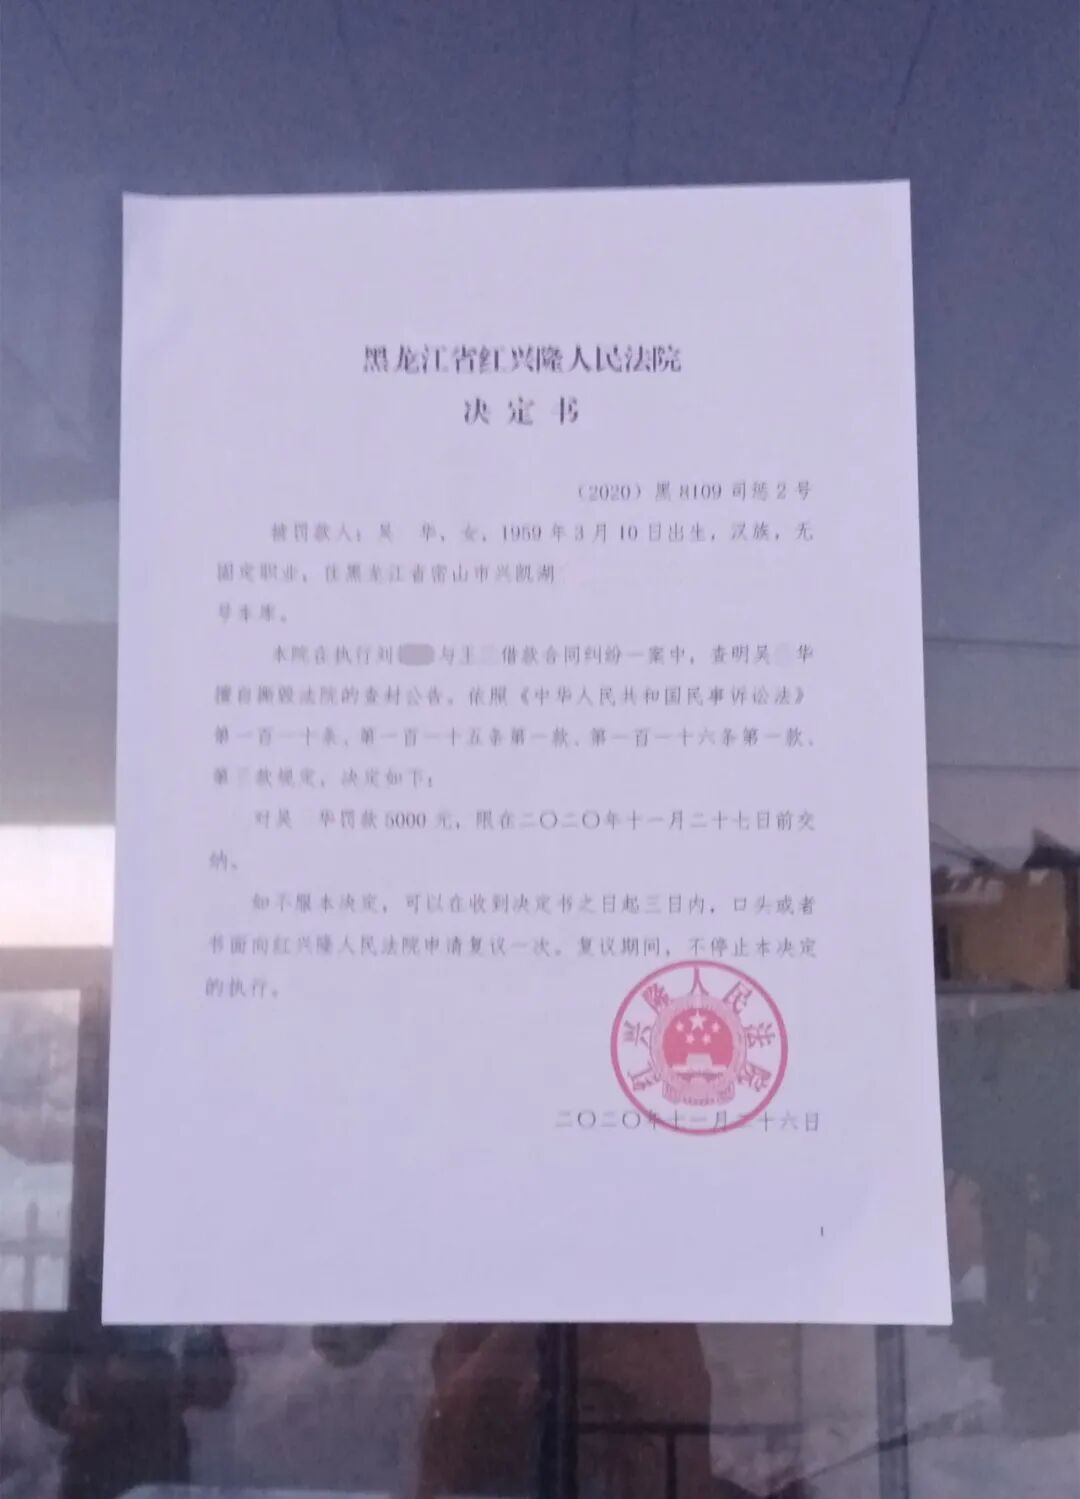 黑龙江省红兴隆人民法院
决定书
（2020）黑8109司惩2号
被罚款人：吴 华，女，1959年3月10日出生，汉族，无
固定职业，住黑龙江省密山市兴凯湖
号车库。
本院在执行刘 与王 借款合同纠纷一案中，查明吴 华
擅自撕毁法院的查封公告。依照《中华人民共和国民事诉讼法》
第一百一十条、第一百一十五条第一款、第一百一十六条第一款、
第 款规定，决定如下：
对吴 华罚款5000元，限在二〇二〇年十一月二十七日前交
纳。
如不服本决定，可以在收到决定书之日起三日内，口头或者
书面向红兴隆人民法院申请复议一次。复议期间，不停止本决定
的执行。
红兴隆人民法院
二〇二〇年十一月二十六日
1